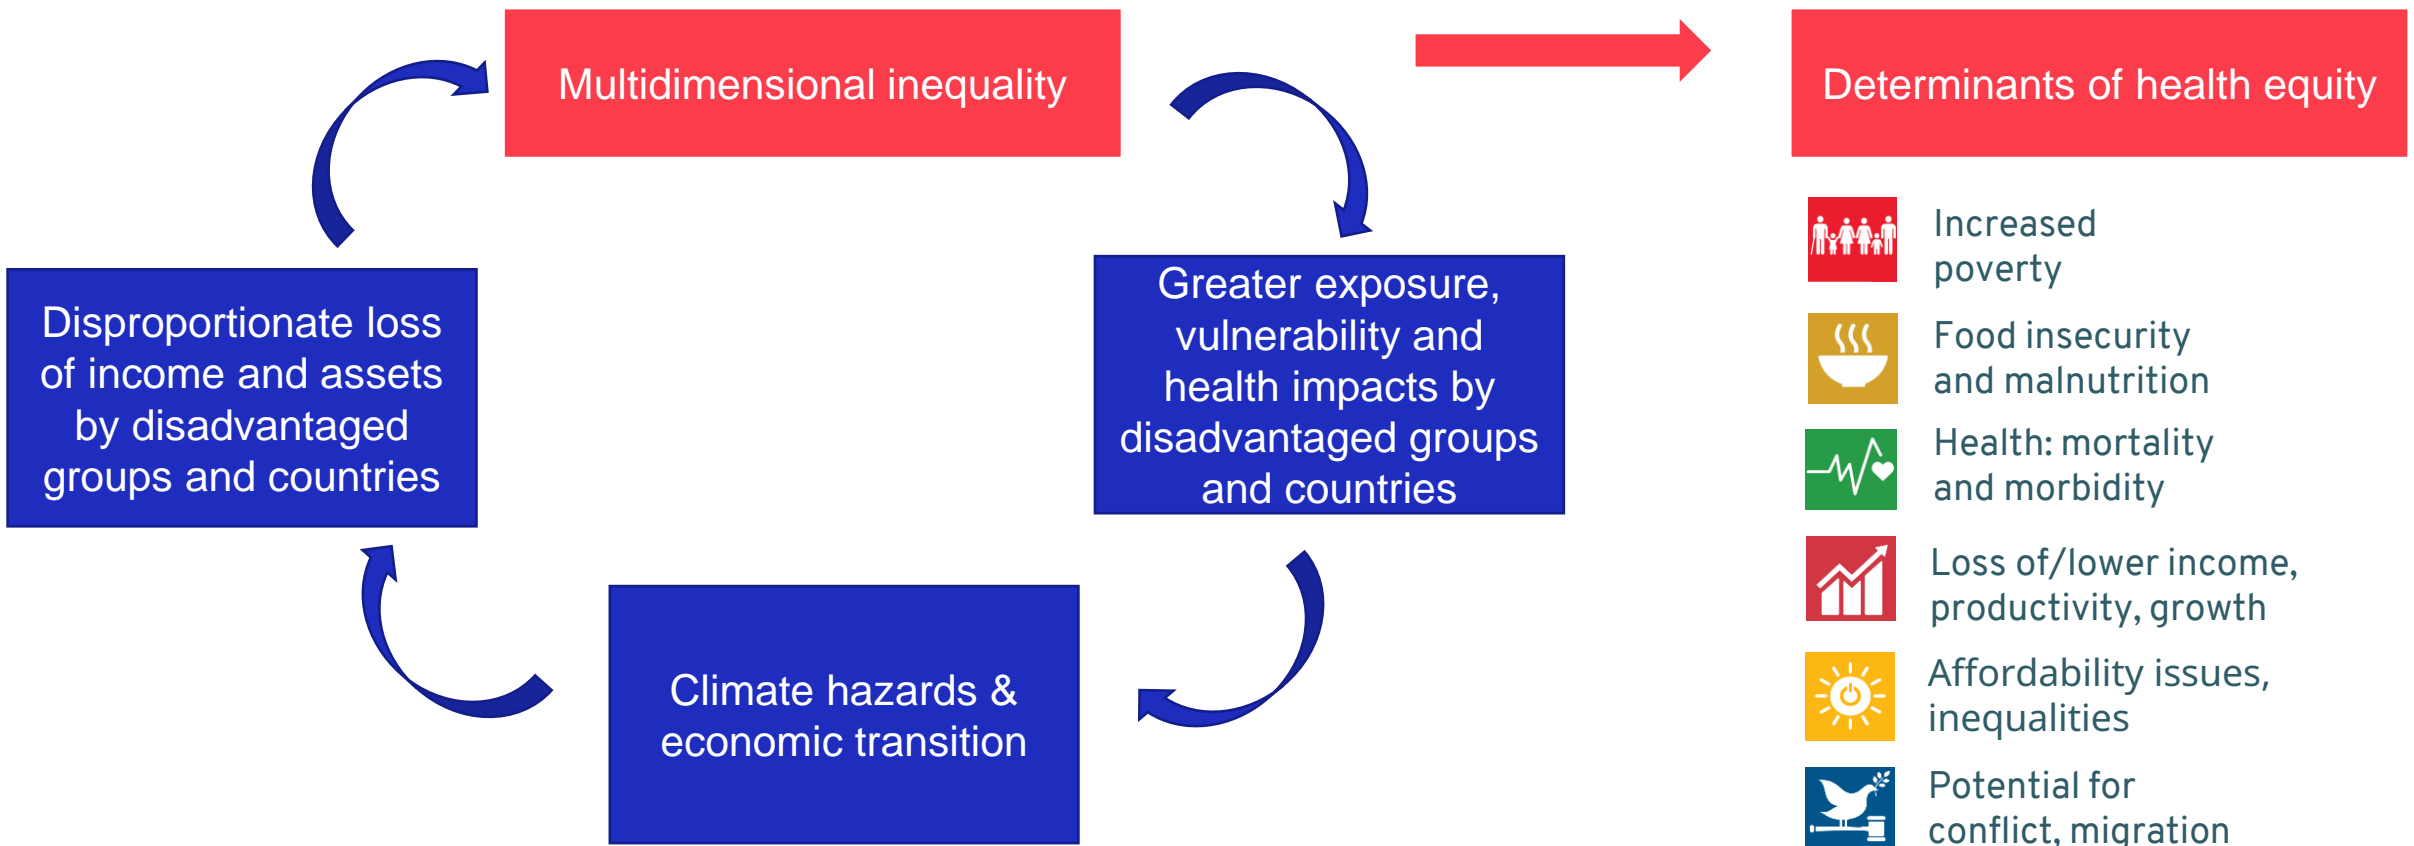 Multidimensional inequality
Determinants of health equity
Disproportionate loss
of income and assets
by disadvantaged
groups and countries
Greater exposure,
vulnerability and
health impacts by
disadvantaged groups
and countries
Climate hazards &
economic transition
Increased
poverty
Food insecurity
and malnutrition
Health: mortality
and morbidity
Loss of/lower income,
productivity, growth
Affordability issues,
inequalities
Potential for
conflict, migration